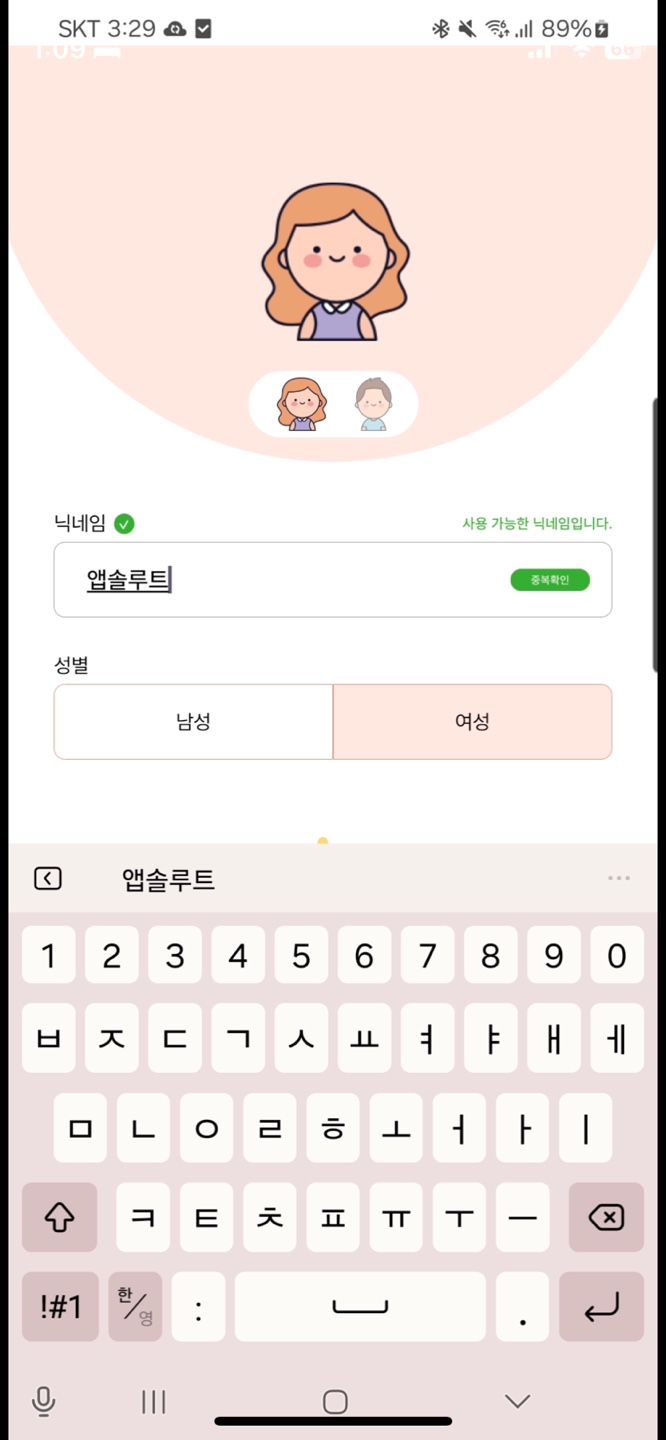 SKT 3:29 89%
1:09 66
닉네임 사용 가능한 닉네임입니다.
앱솔루트 중복확인
성별
남성 여성
앱솔루트 ...
1 2 3 4 5 6 7 8 9 0
ㅂ ㅈ ㄷ ㄱ ㅅ ㅛ ㅕ ㅑ ㅐ ㅔ
ㅁ ㄴ ㅇ ㄹ ㅎ ㅗ ㅓ ㅏ ㅣ
ㅋ ㅌ ㅊ ㅍ ㅠ ㅜ ㅡ
!#1 한/영 : .